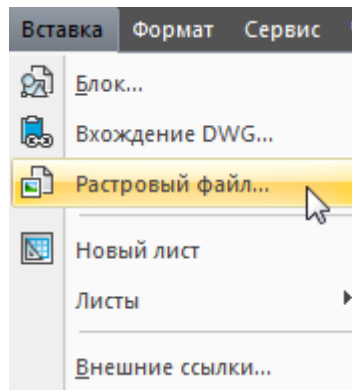 Вставка Формат Сервис
Блок...
Вхождение DWG...
Растровый файл...
Новый лист
Листы
Внешние ссылки...